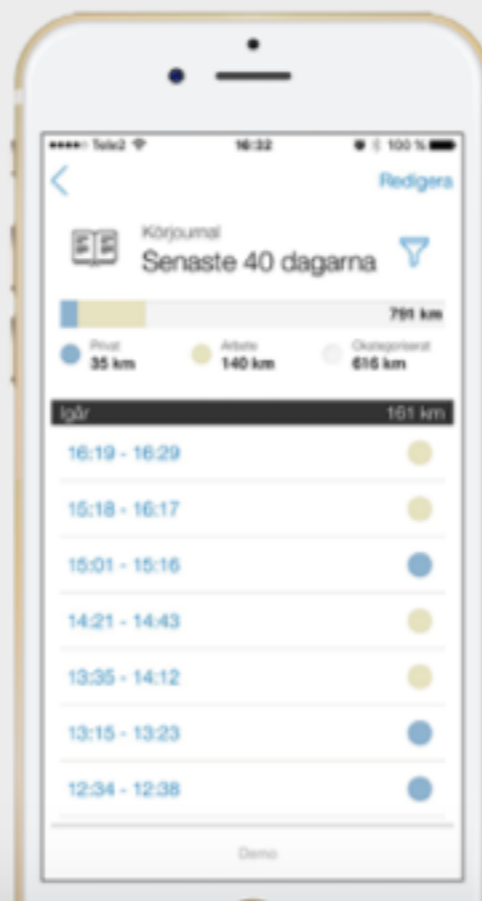 Tele2 16:32 100 %
Redigera
Körjournal
Senaste 40 dagarna
791 km
Privat Arbete Okategoriserat
35 km 140 km 616 km
Igår 161 km
16:19 - 16:29
15:18 - 16:17
15:01 - 15:16
14:21 - 14:43
13:35 - 14:12
13:15 - 13:23
12:34 - 12:38
Demo